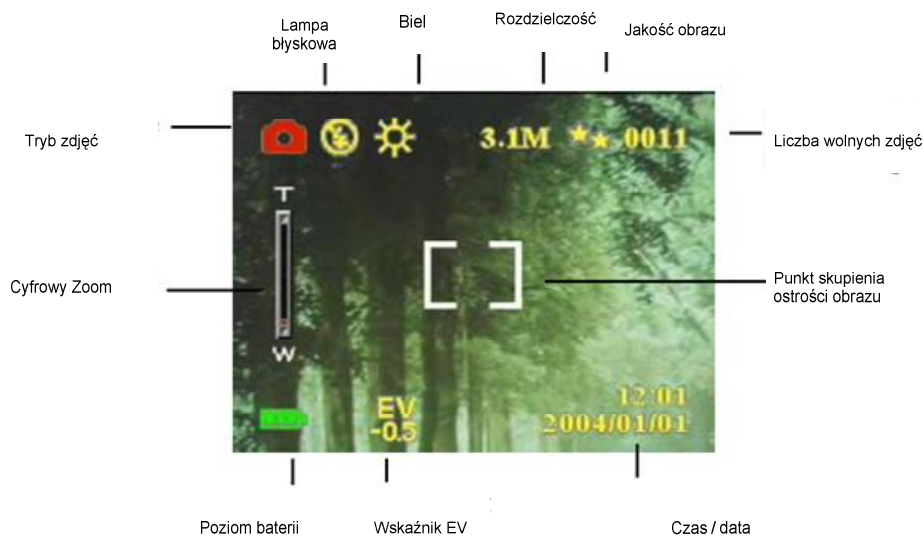 Lampa
błyskowa
Biel
Rozdzielczość
Jakość obrazu
Tryb zdjęć
3.1M
0011
Liczba wolnych zdjęć
T
Cyfrowy Zoom
Punkt skupienia
ostrości obrazu
W
EV
-0.5
12:01
2004/01/01
Poziom baterii
Wskaźnik EV
Czas / data